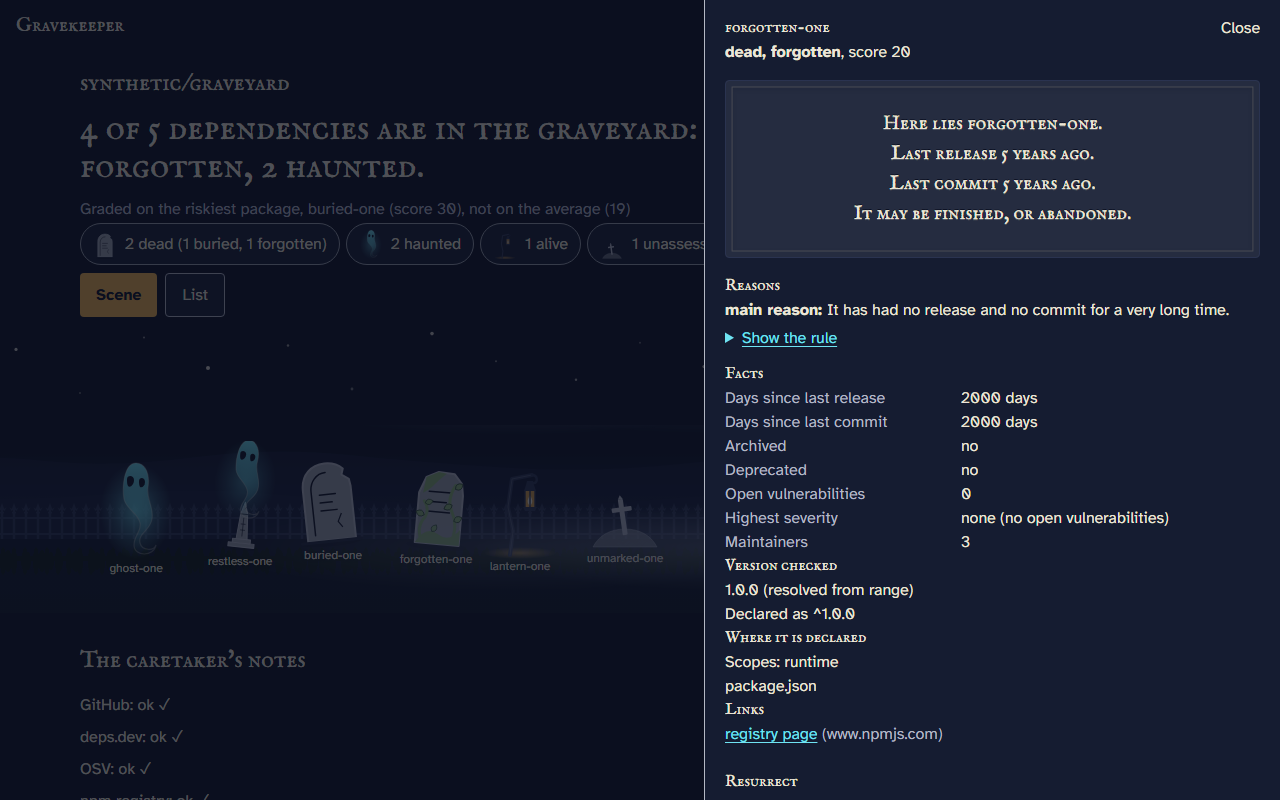 Gravekeeper
synthetic/graveyard
4 of 5 dependencies are in the graveyard:
forgotten, 2 haunted.
Graded on the riskiest package, buried-one (score 30), not on the average (19)
2 dead (1 buried, 1 forgotten)
2 haunted
1 alive
1 unassess
Scene
List
ghost-one
restless-one
buried-one
forgotten-one
lantern-one
unmarked-one
The caretaker's notes
GitHub: ok ✓
deps.dev: ok ✓
OSV: ok ✓
npm registry: ok ✓
forgotten-one
Close
dead, forgotten, score 20
Here lies forgotten-one.
Last release 5 years ago.
Last commit 5 years ago.
It may be finished, or abandoned.
Reasons
main reason: It has had no release and no commit for a very long time.
Show the rule
Facts
Days since last release 2000 days
Days since last commit 2000 days
Archived no
Deprecated no
Open vulnerabilities 0
Highest severity none (no open vulnerabilities)
Maintainers 3
Version checked
1.0.0 (resolved from range)
Declared as ^1.0.0
Where it is declared
Scopes: runtime
package.json
Links
registry page (www.npmjs.com)
Resurrect